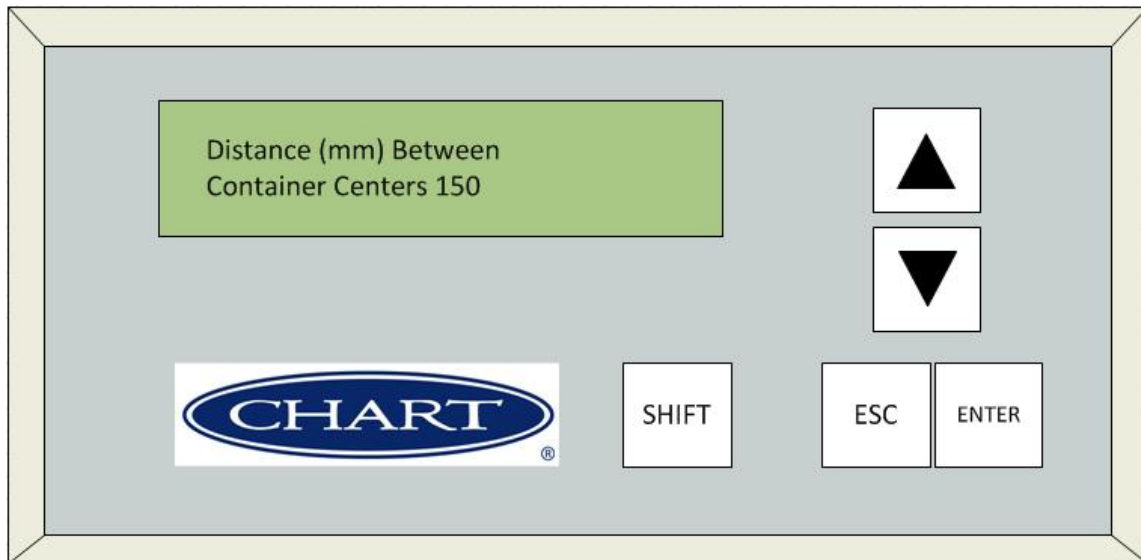 Distance (mm) Between
Container Centers 150
CHART
®
SHIFT
ESC
ENTER